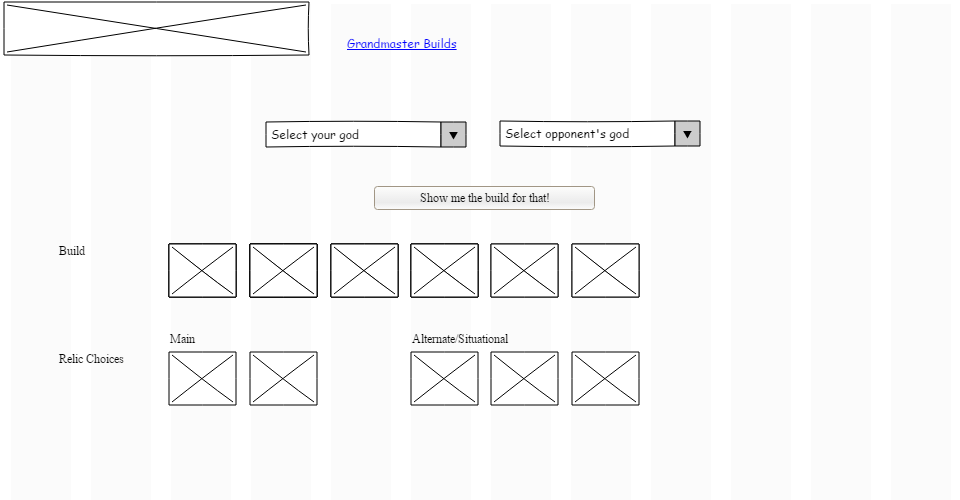 Grandmaster Builds
Select your god
Select opponent's god
Show me the build for that!
Build
Main
Alternate/Situational
Relic Choices